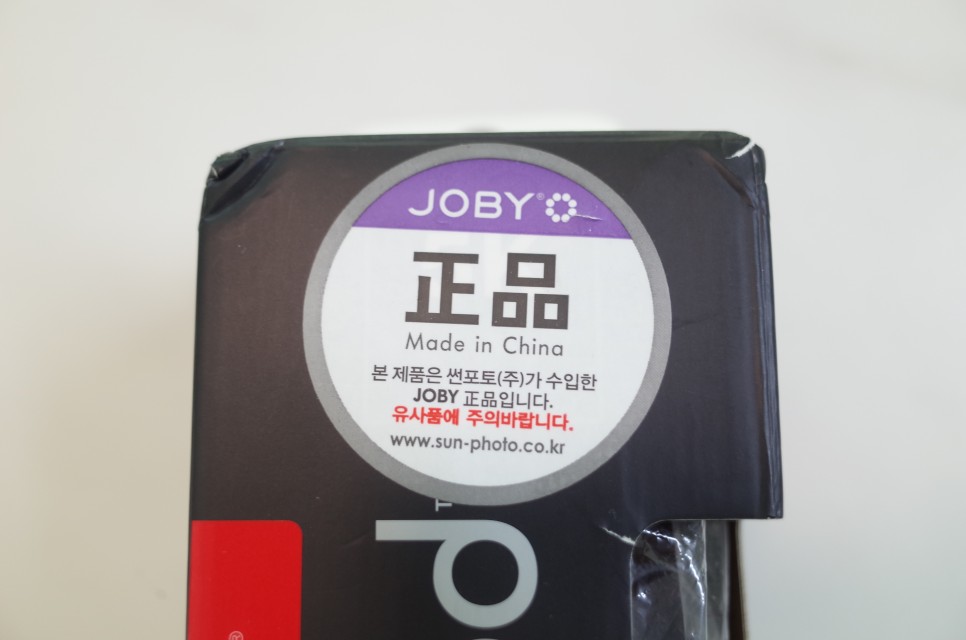 JOBY®
正品
Made in China
본 제품은 썬포토(주)가 수입한
JOBY 正品입니다.
유사품에 주의바랍니다.
www.sun-photo.co.kr